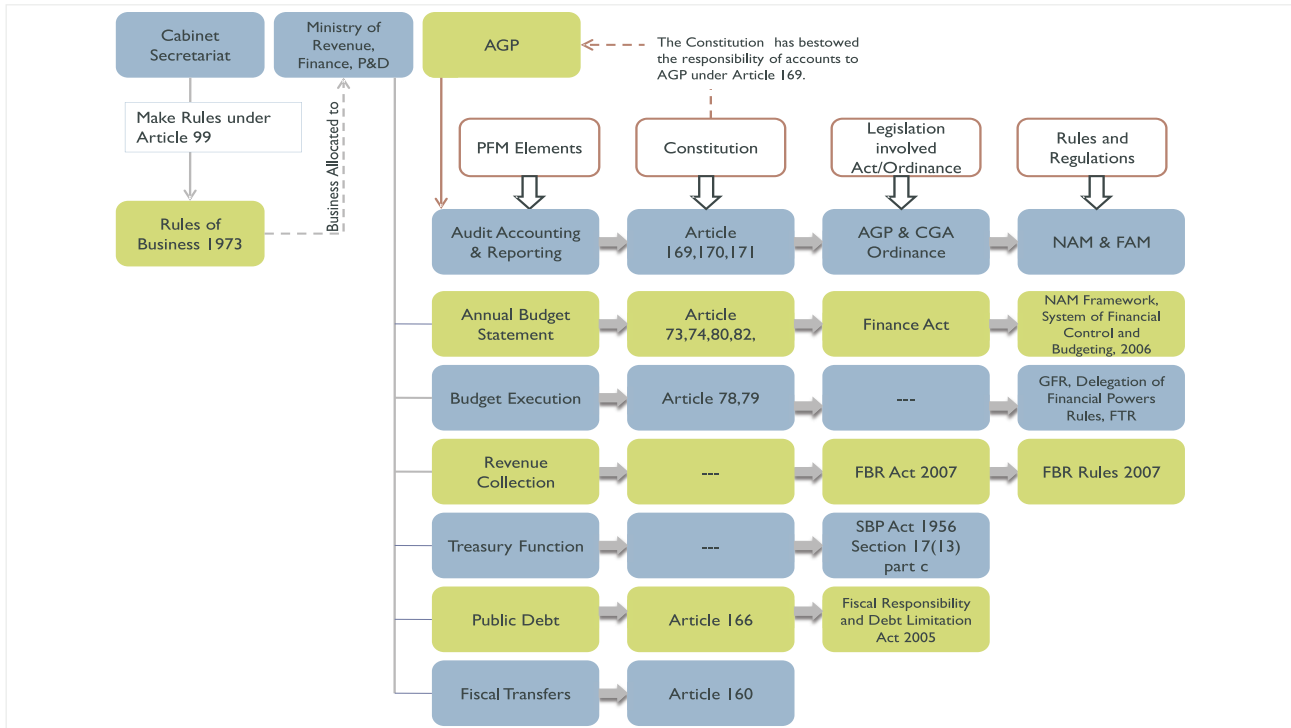 Cabinet
Secretariat
Ministry of
Revenue,
Finance, P&D
AGP
The Constitution has bestowed
the responsibility of accounts to
AGP under Article 169.
Make Rules under
Article 99
Business Allocated to
Rules of
Business 1973
PFM Elements
Constitution
Legislation
involved
Act/Ordinance
Rules and
Regulations
Audit Accounting
& Reporting
Article
169,170,171
AGP & CGA
Ordinance
NAM & FAM
Annual Budget
Statement
Article
73,74,80,82,
Finance Act
NAM Framework,
System of Financial
Control and
Budgeting, 2006
Budget Execution
Article 78,79
---
GFR, Delegation of
Financial Powers
Rules, FTR
Revenue
Collection
---
FBR Act 2007
FBR Rules 2007
Treasury Function
---
SBP Act 1956
Section 17(13)
part c
Public Debt
Article 166
Fiscal Responsibility
and Debt Limitation
Act 2005
Fiscal Transfers
Article 160